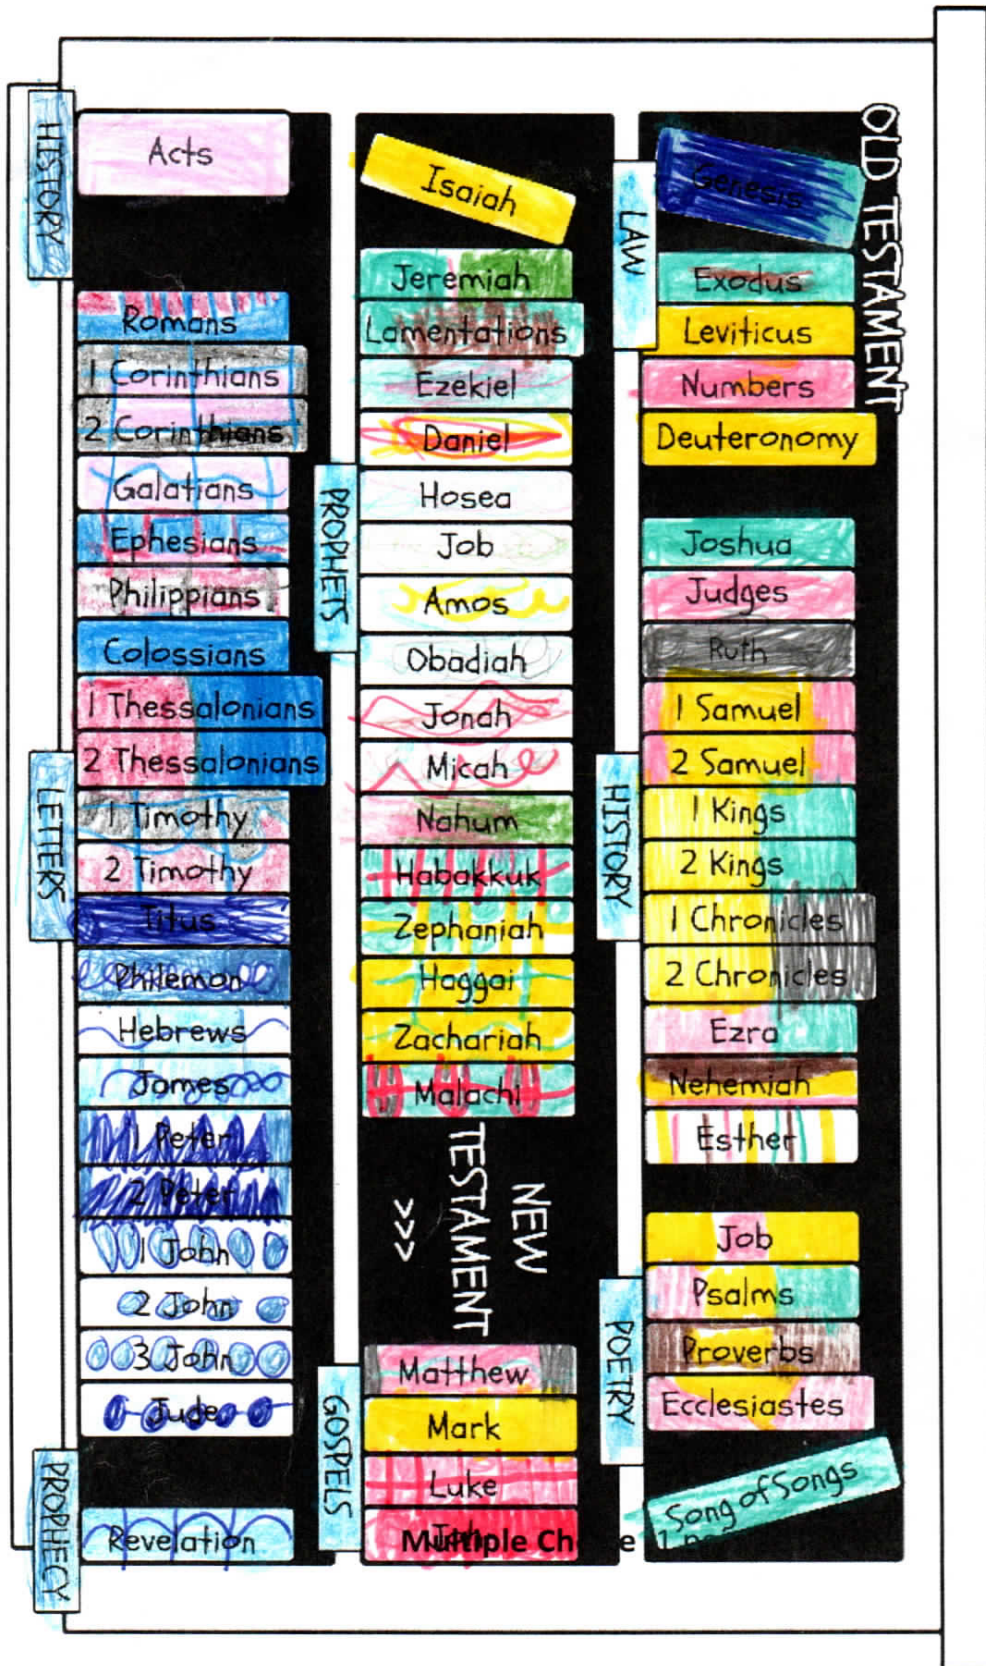 OLD TESTAMENT
LAW
Genesis
Exodus
Leviticus
Numbers
Deuteronomy
HISTORY
Joshua
Judges
Ruth
1 Samuel
2 Samuel
1 Kings
2 Kings
1 Chronicles
2 Chronicles
Ezra
Nehemiah
Esther
POETRY
Job
Psalms
Proverbs
Ecclesiastes
Song of Songs
PROPHETS
Isaiah
Jeremiah
Lamentations
Ezekiel
Daniel
Hosea
Job
Amos
Obadiah
Jonah
Micah
Nahum
Habakkuk
Zephaniah
Haggai
Zachariah
Malachi
NEW
TESTAMENT
>>>
GOSPELS
Matthew
Mark
Luke
John
Multiple Ch
HISTORY
Acts
LETTERS
Romans
1 Corinthians
2 Corinthians
Galatians
Ephesians
Philippians
Colossians
1 Thessalonians
2 Thessalonians
1 Timothy
2 Timothy
Titus
Philemon
Hebrews
James
1 Peter
2 Peter
1 John
2 John
3 John
Jude
PROPHECY
Revelation